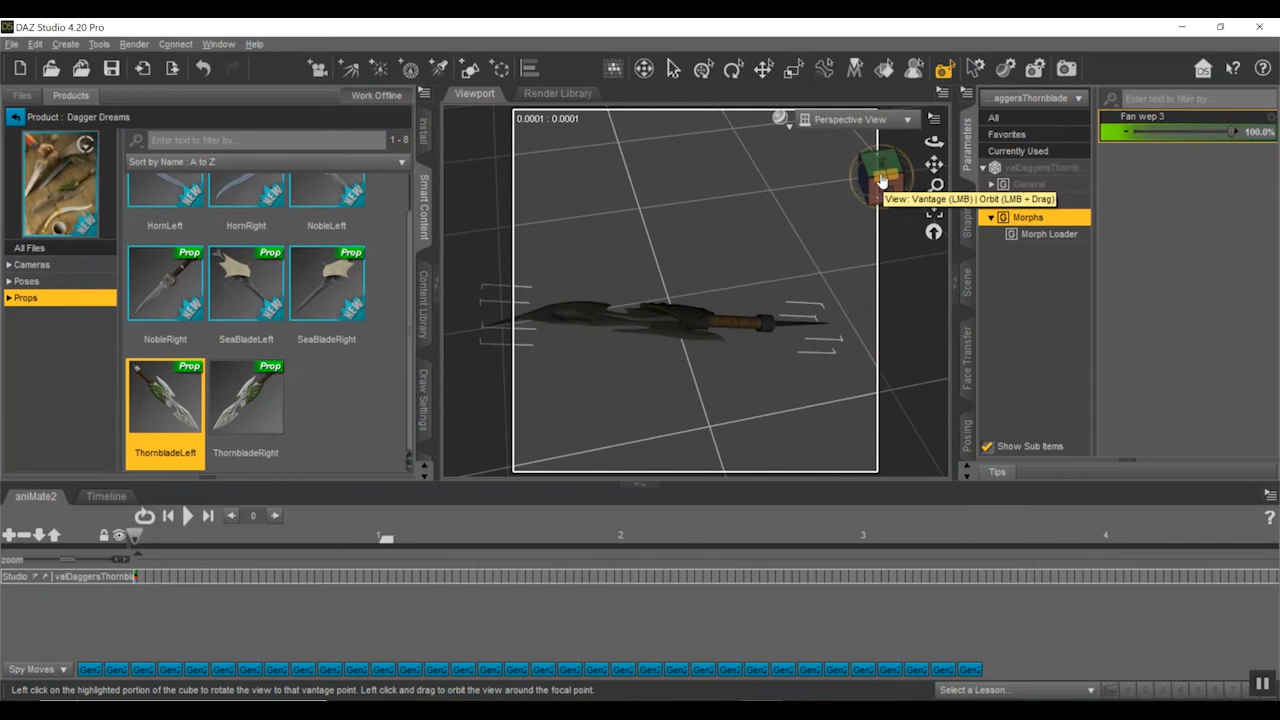 DAZ Studio 4.20 Pro
File Edit Create Tools Render Connect Window Help
Files Products Work Offline
Product : Dagger Dreams
Enter text to filter by... 1 - 8
Sort by Name : A to Z
All Files
Cameras
Poses
Props
HornLeft HornRight NobleLeft
Prop Prop Prop
NEW NEW NEW
NobleRight SeaBladeLeft SeaBladeRight
Prop Prop
ThornbladeLeft ThornbladeRight
Install
Smart Content
Content Library
Draw Settings
Viewport Render Library
0.0001 : 0.0001
Perspective View
View: Vantage (LMB) | Orbit (LMB + Drag)
Parameters
Shaping
Scene
Face Transfer
Posing
...aggersThornblade
Enter text to filter by...
All
Favorites
Currently Used
valDaggersThornb...
General
Morphs
Morph Loader
Show Sub Items
Tips
Fan wep 3
100.0%
aniMate2 Timeline
0
1 2 3 4
zoom
Studio valDaggersThornbl
Spy Moves
Select a Lesson...
Left click on the highlighted portion of the cube to rotate the view to that vantage point. Left click and drag to orbit the view around the focal point.